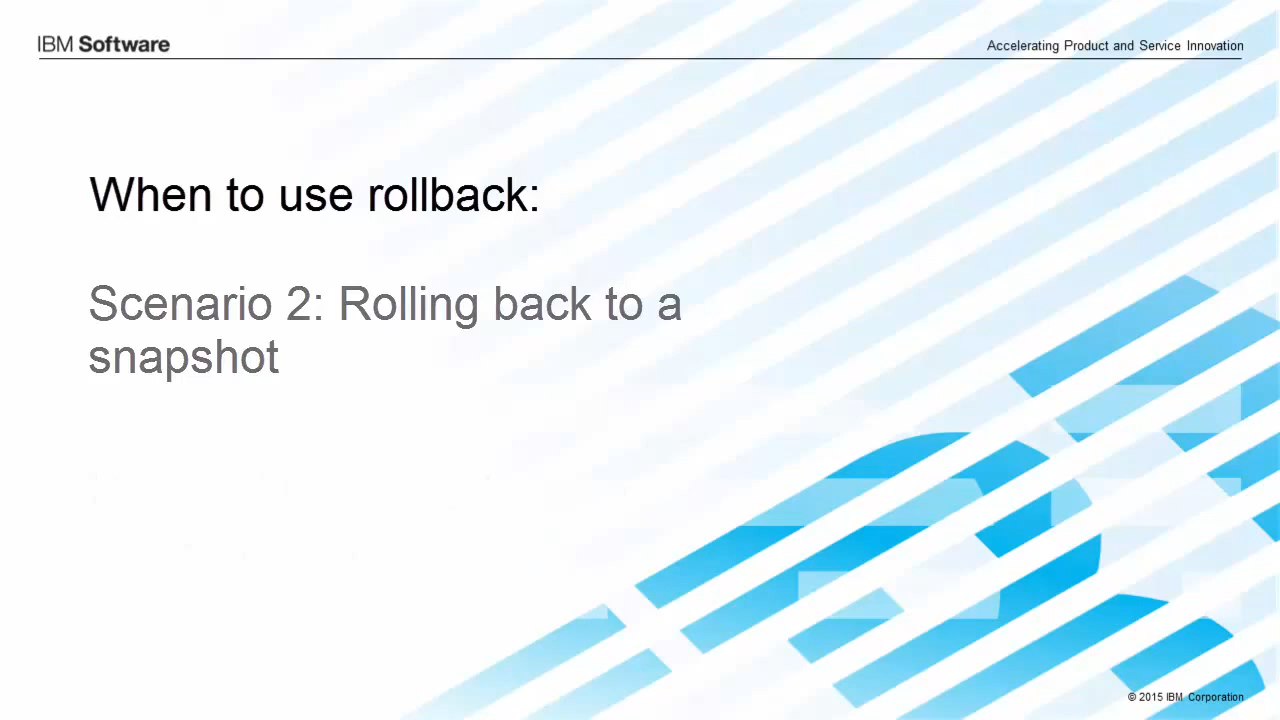 IBM Software
Accelerating Product and Service Innovation
When to use rollback:
Scenario 2: Rolling back to a
snapshot
© 2015 IBM Corporation